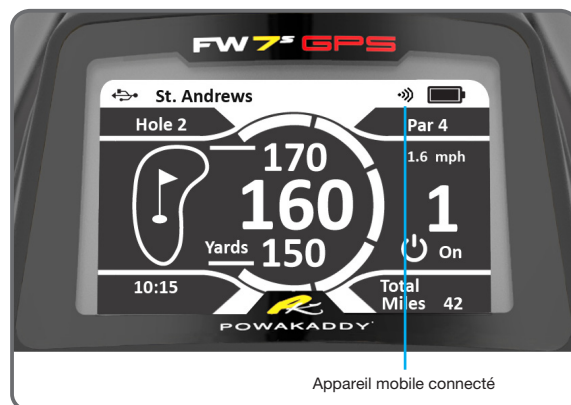 FW7s GPS
St. Andrews
Hole 2
Par 4
170
1.6 mph
160
1
Yards 150
On
10:15
Total
Miles 42
POWAKADDY
Appareil mobile connecté